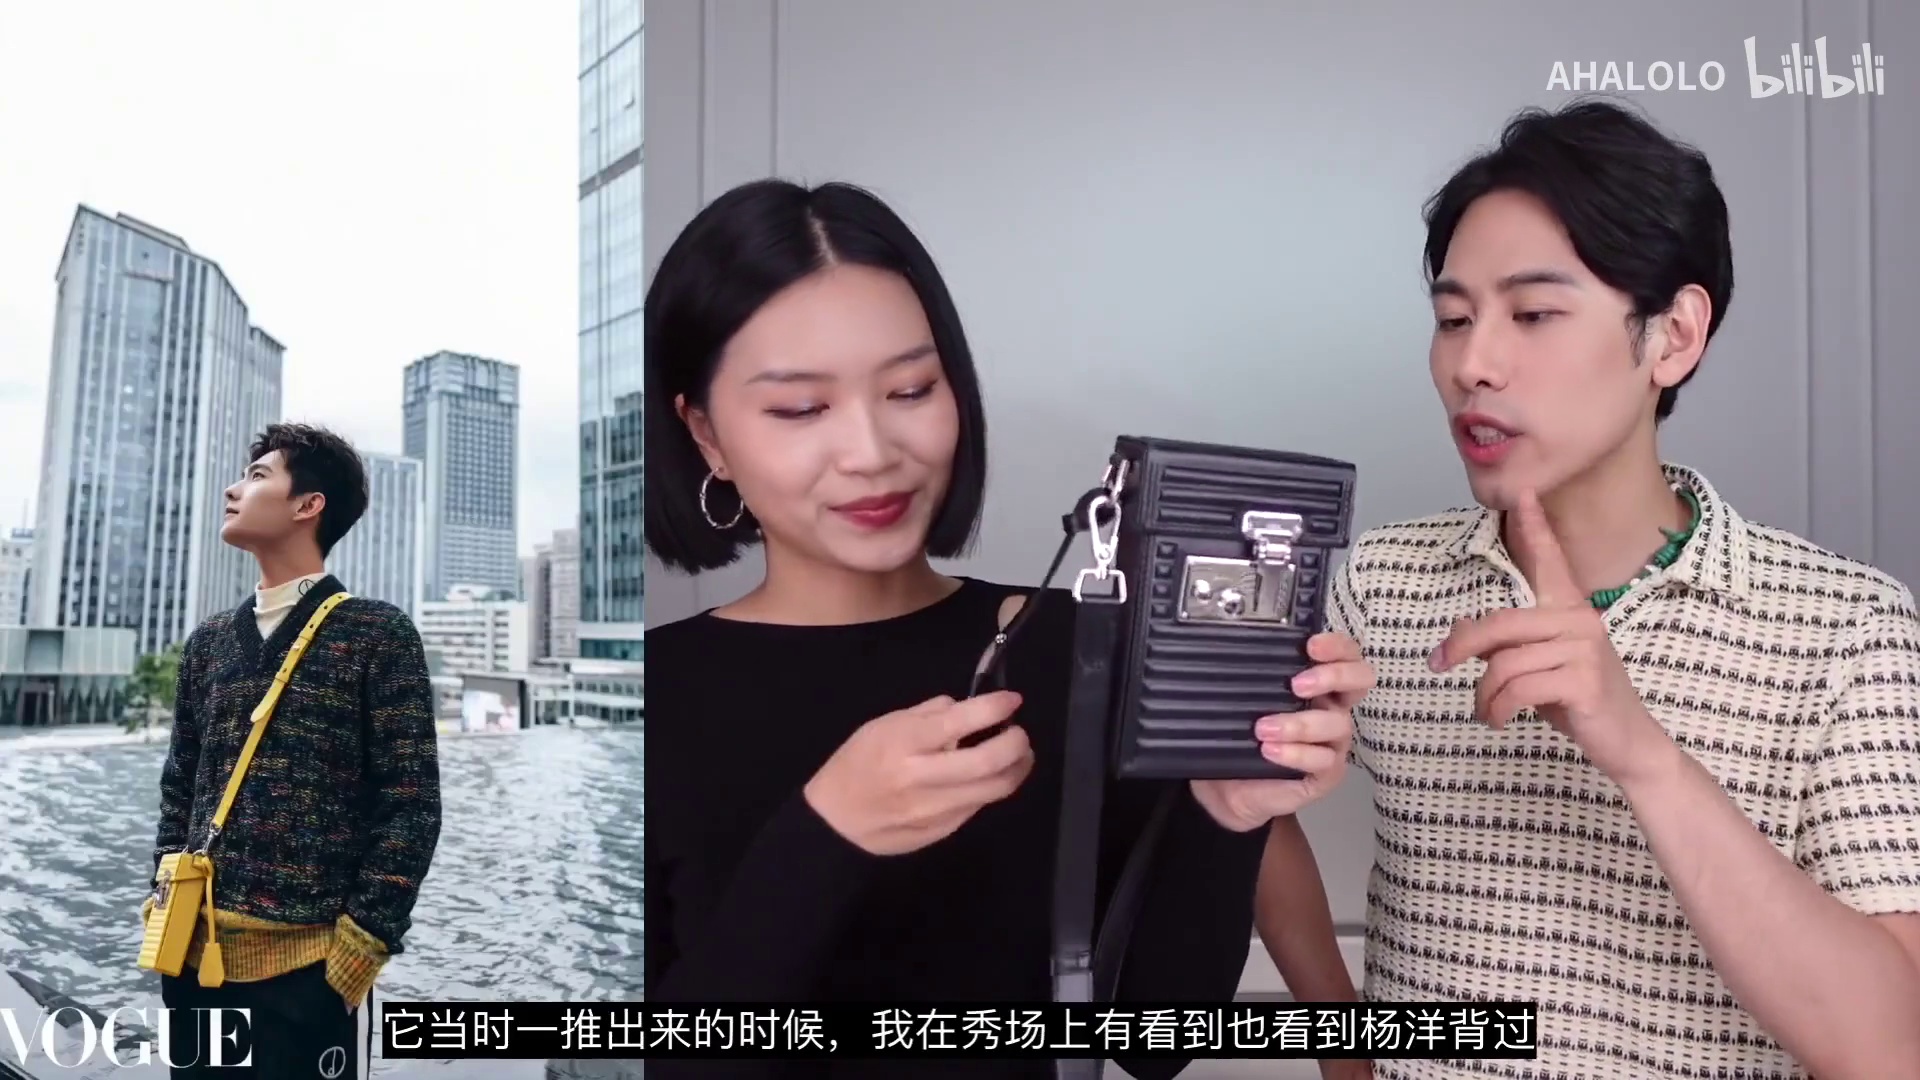 AHALOLO bilibili
VOGUE
它当时一推出来的时候，我在秀场上有看到也看到杨洋背过